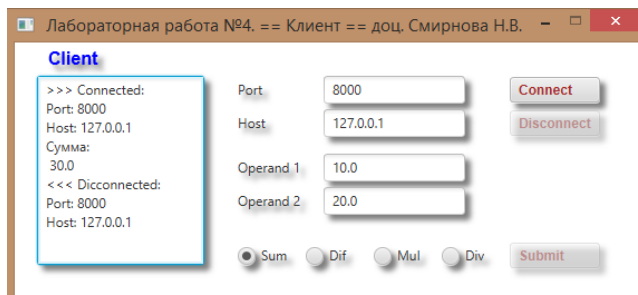 Лабораторная работа №4. == Клиент == доц. Смирнова Н.В.
Client
>>> Connected:
Port: 8000
Host: 127.0.0.1
Сумма:
30.0
<<< Dicconnected:
Port: 8000
Host: 127.0.0.1
Port 8000 Connect
Host 127.0.0.1 Disconnect
Operand 1 10.0
Operand 2 20.0
Sum Dif Mul Div Submit